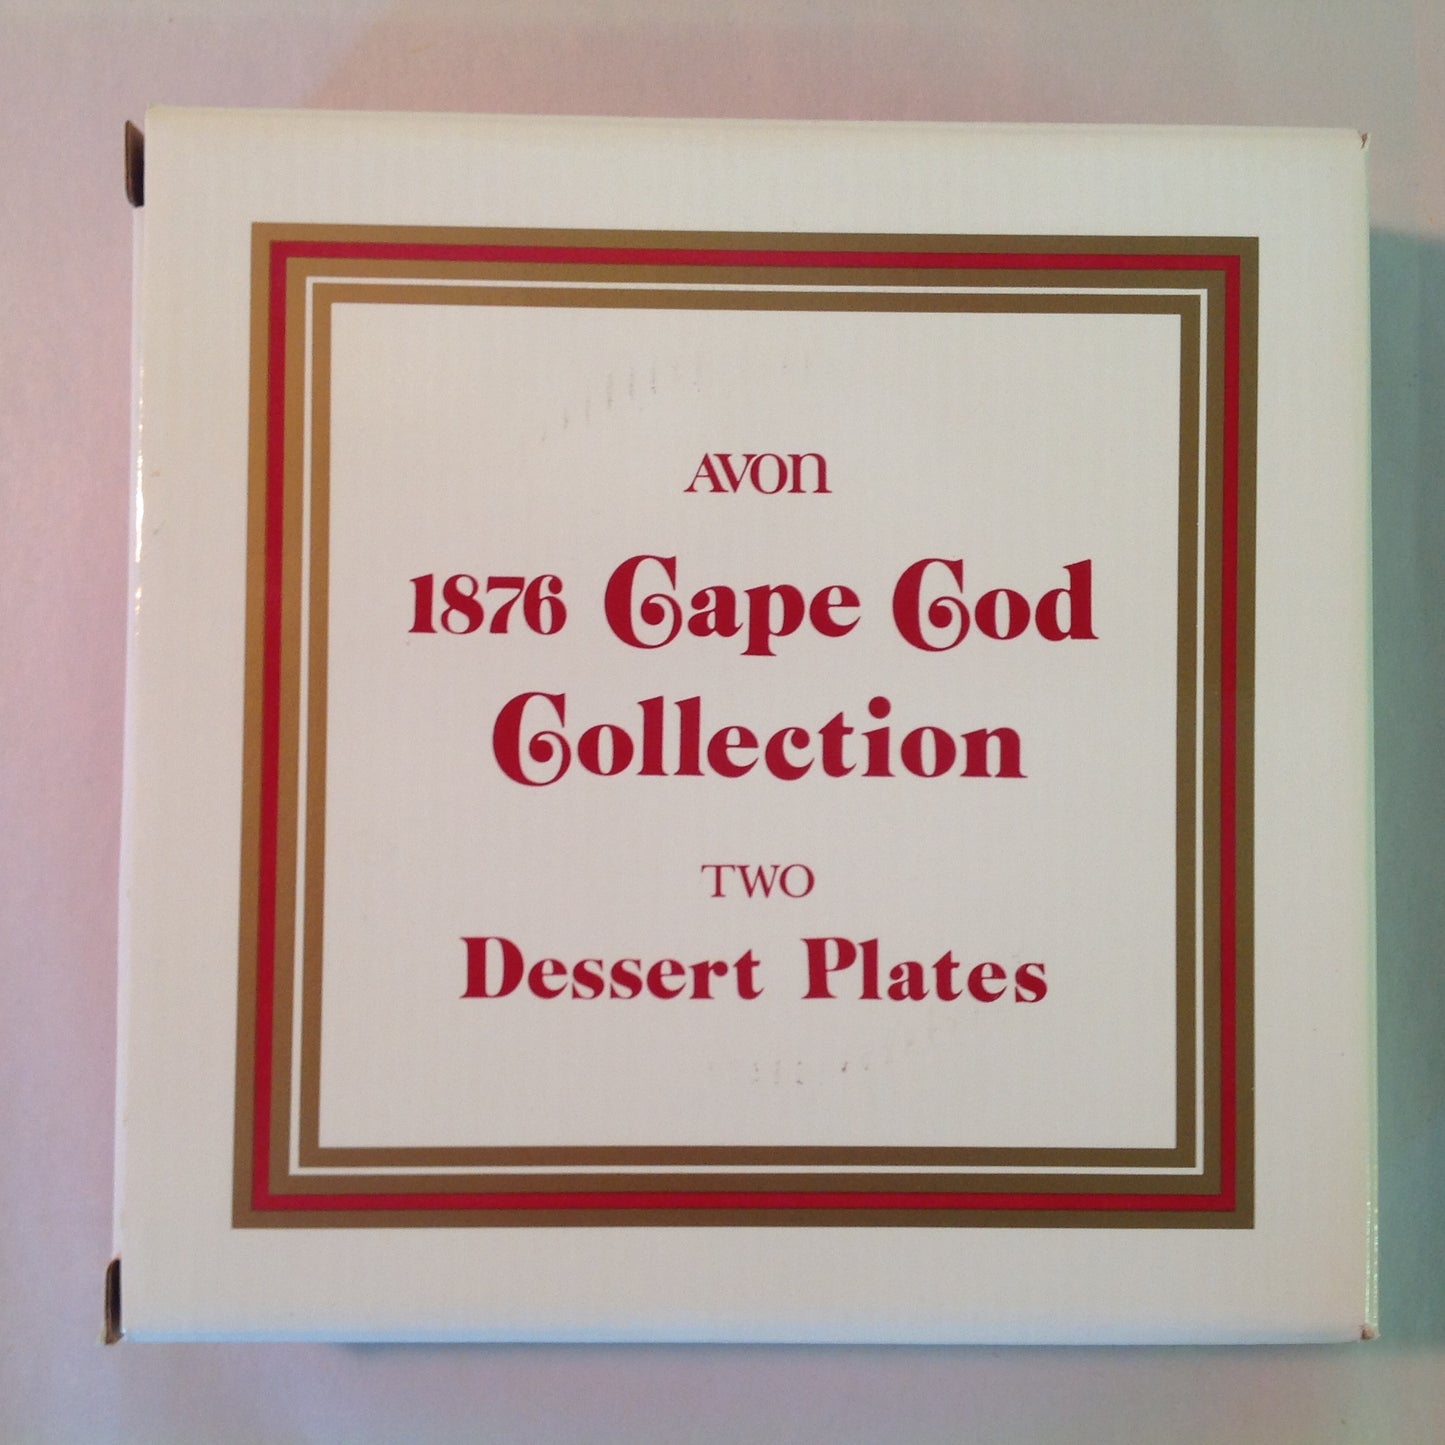 AVON
1876 Cape Cod
Collection
TWO
Dessert Plates